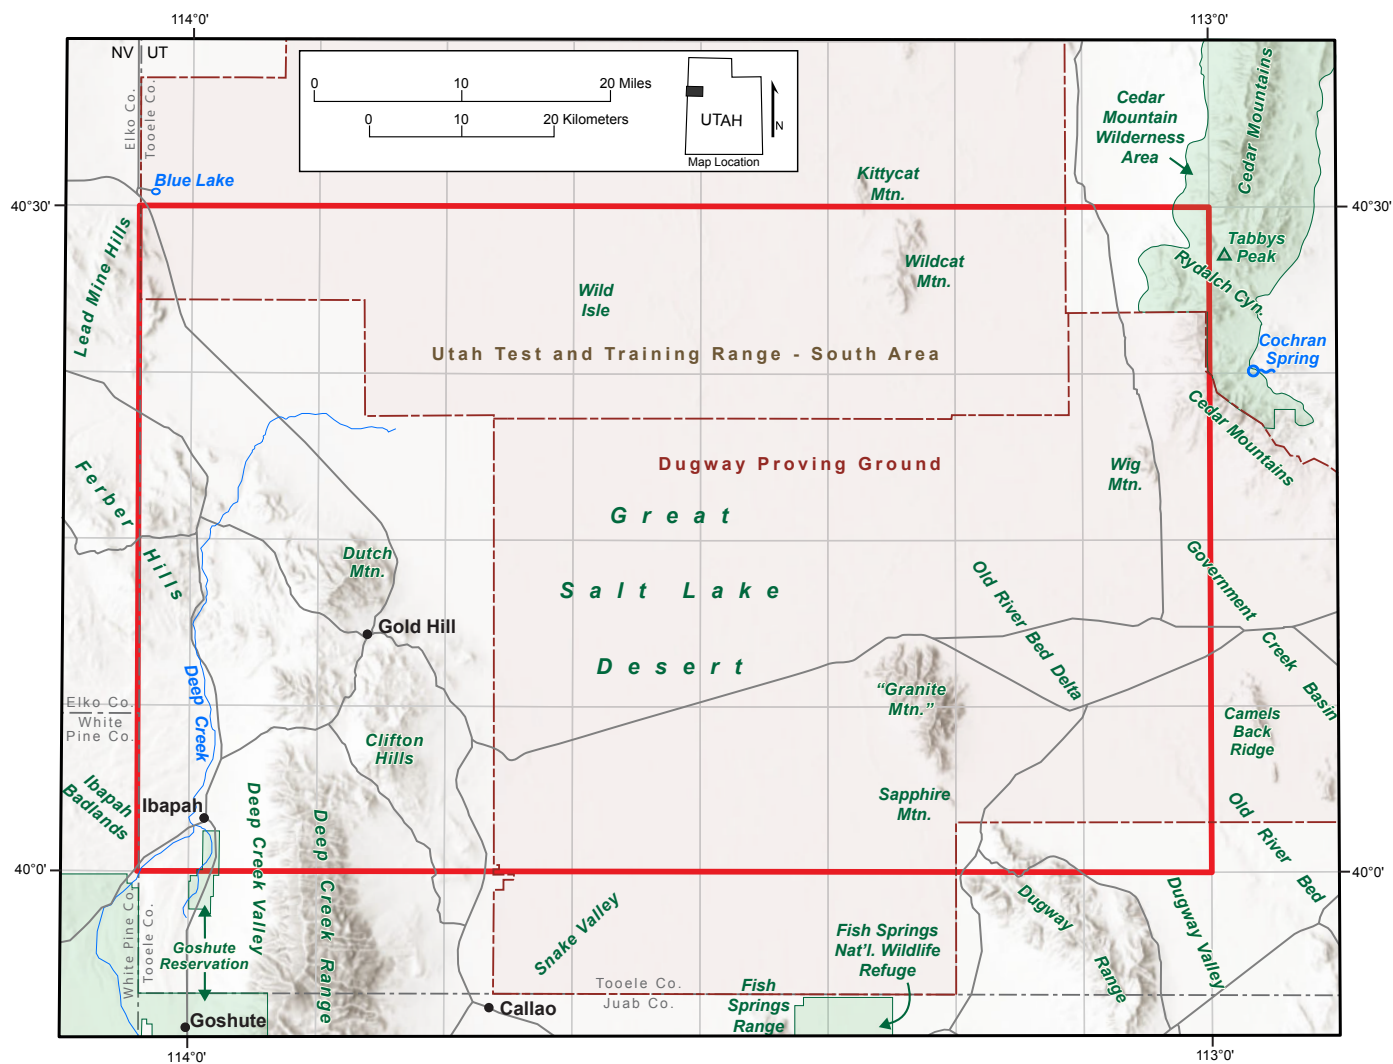 114°0'
113°0'
NV
UT
Elko Co.
Tooele Co.
0
10
20 Miles
0
10
20 Kilometers
UTAH
N
Map Location
Cedar
Mountain
Wilderness
Area
Cedar Mountains
Blue Lake
Kittycat
Mtn.
40°30'
40°30'
Lead Mine Hills
Wildcat
Mtn.
Tabbys
Peak
Rydalch Cyn.
Wild
Isle
Utah Test and Training Range - South Area
Cochran
Spring
Cedar Mountains
Dugway Proving Ground
Wig
Mtn.
Ferber
Hills
Great
Salt Lake
Desert
Dutch
Mtn.
Gold Hill
Old River Bed Delta
Government Creek Basin
Deep Creek
Elko Co.
White
Pine Co.
"Granite
Mtn."
Camels
Back
Ridge
Clifton
Hills
Ibapah
Badlands
Ibapah
Deep Creek Valley
Deep Creek Range
Sapphire
Mtn.
Old River Bed
40°0'
40°0'
White Pine Co.
Tooele Co.
Goshute
Reservation
Snake Valley
Fish Springs
Nat'l. Wildlife
Refuge
Dugway Range
Dugway Valley
Tooele Co.
Juab Co.
Fish
Springs
Range
Callao
Goshute
114°0'
113°0'